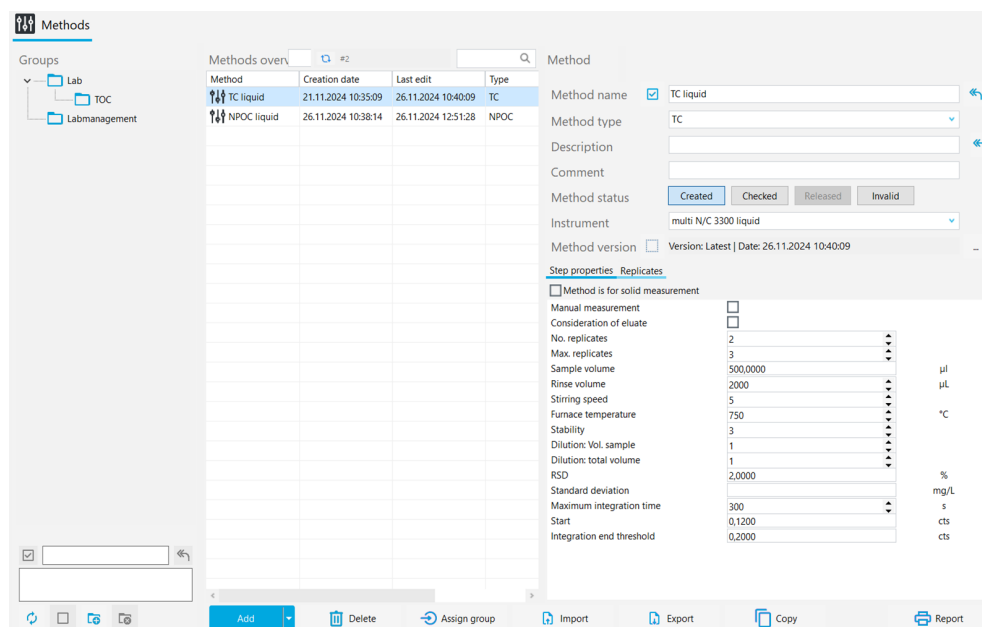 Methods
Groups
Lab
TOC
Labmanagement
Methods overv
#2
Method Creation date Last edit Type
TC liquid 21.11.2024 10:35:09 26.11.2024 10:40:09 TC
NPOC liquid 26.11.2024 10:38:14 26.11.2024 12:51:28 NPOC
Method
Method name TC liquid
Method type TC
Description
Comment
Method status Created Checked Released Invalid
Instrument multi N/C 3300 liquid
Method version Version: Latest | Date: 26.11.2024 10:40:09
Step properties Replicates
Method is for solid measurement
Manual measurement
Consideration of eluate
No. replicates 2
Max. replicates 3
Sample volume 500,0000 µl
Rinse volume 2000 µL
Stirring speed 5
Furnace temperature 750 °C
Stability 3
Dilution: Vol. sample 1
Dilution: total volume 1
RSD 2,0000 %
Standard deviation mg/L
Maximum integration time 300 s
Start 0,1200 cts
Integration end threshold 0,2000 cts
Add Delete Assign group Import Export Copy Report